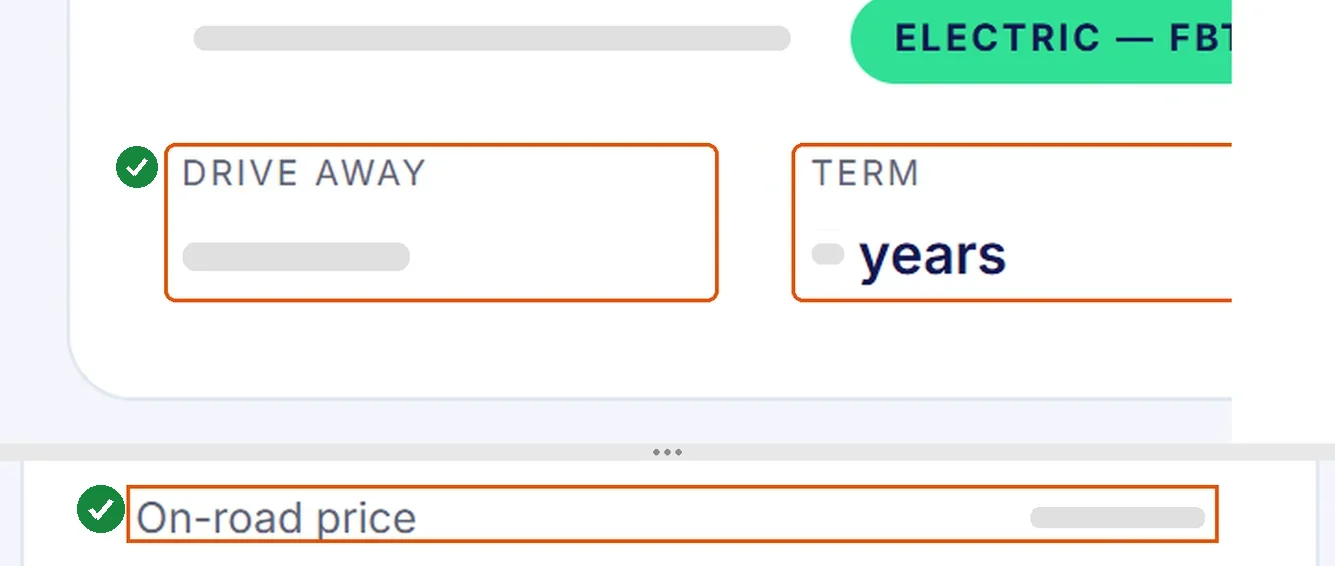 ELECTRIC — FBT
DRIVE AWAY
TERM
years
On-road price